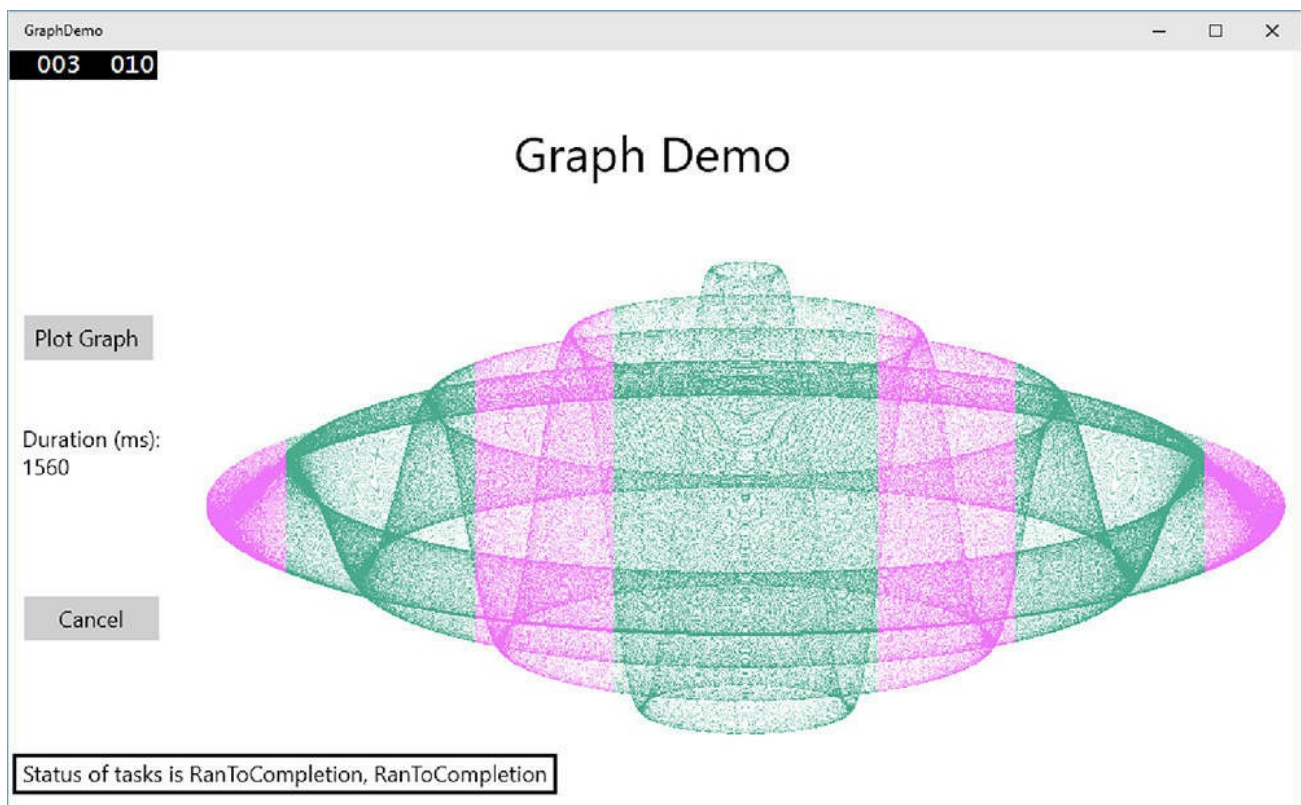 GraphDemo
003 010
Graph Demo
Plot Graph
Duration (ms):
1560
Cancel
Status of tasks is RanToCompletion, RanToCompletion